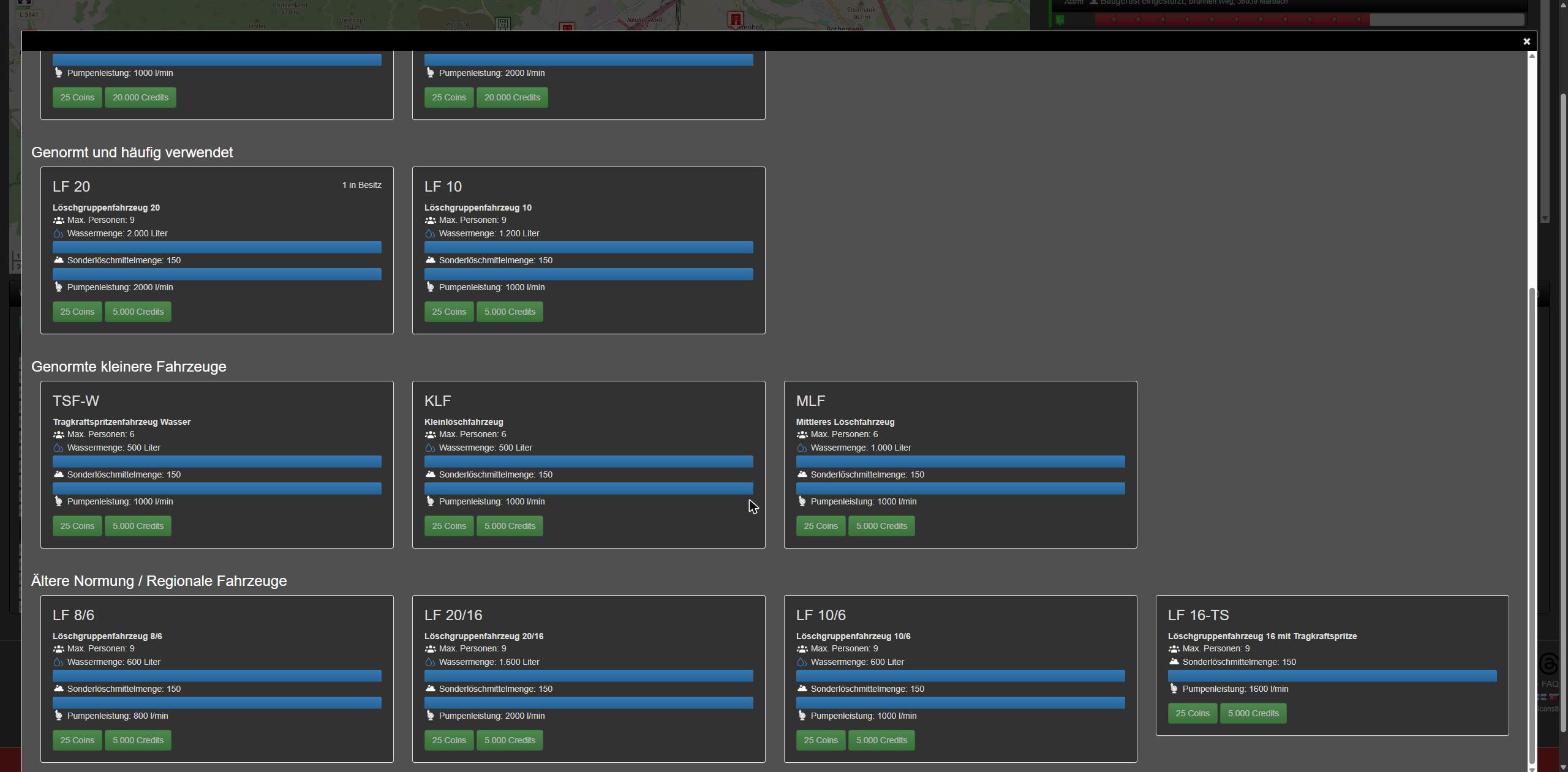 L 3141
Atem
Baugerüst eingestürzt, Brunnen Weg, 36039 Marbach
×
Pumpenleistung: 1000 l/min
25 Coins 20.000 Credits
Pumpenleistung: 2000 l/min
25 Coins 20.000 Credits
Genormt und häufig verwendet
LF 20
1 in Besitz
Löschgruppenfahrzeug 20
Max. Personen: 9
Wassermenge: 2.000 Liter
Sonderlöschmittelmenge: 150
Pumpenleistung: 2000 l/min
25 Coins 5.000 Credits
LF 10
Löschgruppenfahrzeug 10
Max. Personen: 9
Wassermenge: 1.200 Liter
Sonderlöschmittelmenge: 150
Pumpenleistung: 1000 l/min
25 Coins 5.000 Credits
Genormte kleinere Fahrzeuge
TSF-W
Tragkraftspritzenfahrzeug Wasser
Max. Personen: 6
Wassermenge: 500 Liter
Sonderlöschmittelmenge: 150
Pumpenleistung: 1000 l/min
25 Coins 5.000 Credits
KLF
Kleinlöschfahrzeug
Max. Personen: 6
Wassermenge: 500 Liter
Sonderlöschmittelmenge: 150
Pumpenleistung: 1000 l/min
25 Coins 5.000 Credits
MLF
Mittleres Löschfahrzeug
Max. Personen: 6
Wassermenge: 1.000 Liter
Sonderlöschmittelmenge: 150
Pumpenleistung: 1000 l/min
25 Coins 5.000 Credits
Ältere Normung / Regionale Fahrzeuge
LF 8/6
Löschgruppenfahrzeug 8/6
Max. Personen: 9
Wassermenge: 600 Liter
Sonderlöschmittelmenge: 150
Pumpenleistung: 800 l/min
25 Coins 5.000 Credits
LF 20/16
Löschgruppenfahrzeug 20/16
Max. Personen: 9
Wassermenge: 1.600 Liter
Sonderlöschmittelmenge: 150
Pumpenleistung: 2000 l/min
25 Coins 5.000 Credits
LF 10/6
Löschgruppenfahrzeug 10/6
Max. Personen: 9
Wassermenge: 600 Liter
Sonderlöschmittelmenge: 150
Pumpenleistung: 1000 l/min
25 Coins 5.000 Credits
LF 16-TS
Löschgruppenfahrzeug 16 mit Tragkraftspritze
Max. Personen: 9
Sonderlöschmittelmenge: 150
Pumpenleistung: 1600 l/min
25 Coins 5.000 Credits
FAQ